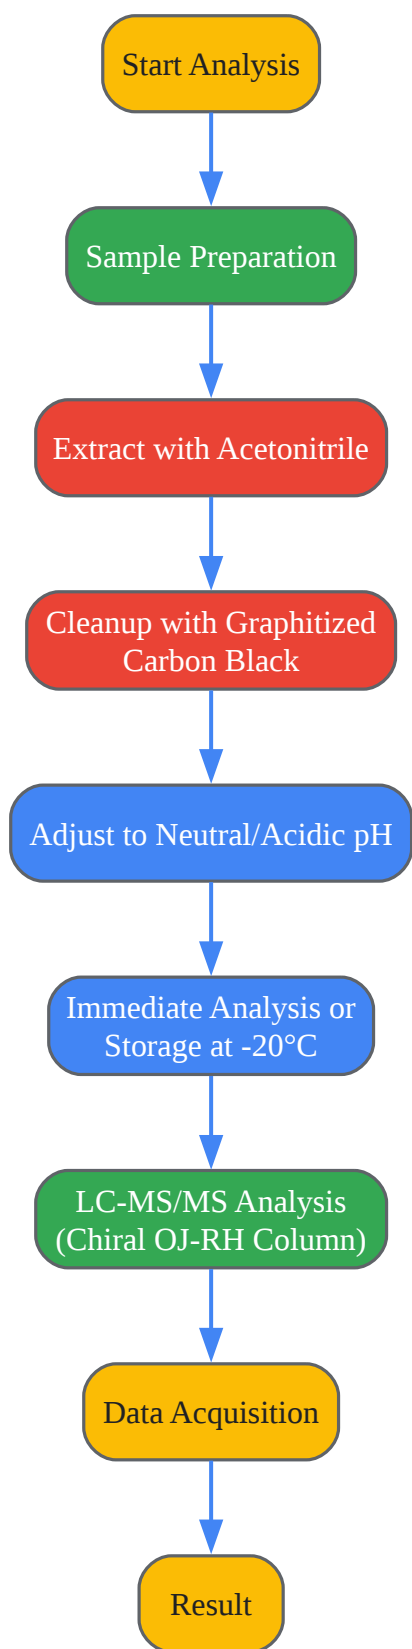 Start Analysis
Sample Preparation
Extract with Acetonitrile
Cleanup with Graphitized
Carbon Black
Adjust to Neutral/Acidic pH
Immediate Analysis or
Storage at -20°C
LC-MS/MS Analysis
(Chiral OJ-RH Column)
Data Acquisition
Result